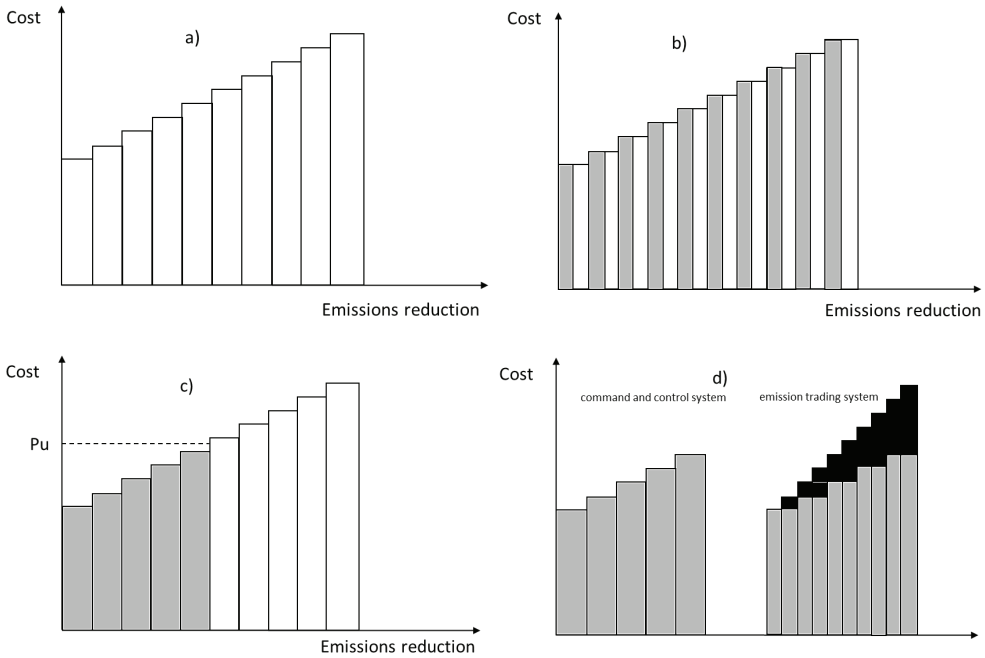 Cost
a)
Emissions reduction
Cost
b)
Emissions reduction
Cost
c)
Pu
Emissions reduction
Cost
d)
command and control system
emission trading system